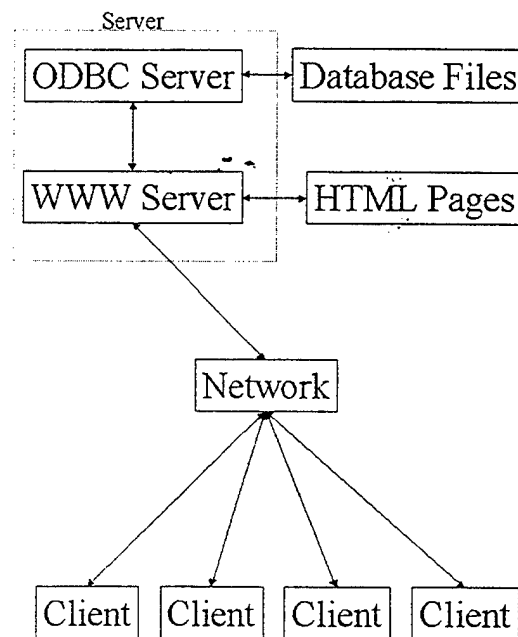 Server
ODBC Server
Database Files
WWW Server
HTML Pages
Network
Client
Client
Client
Client